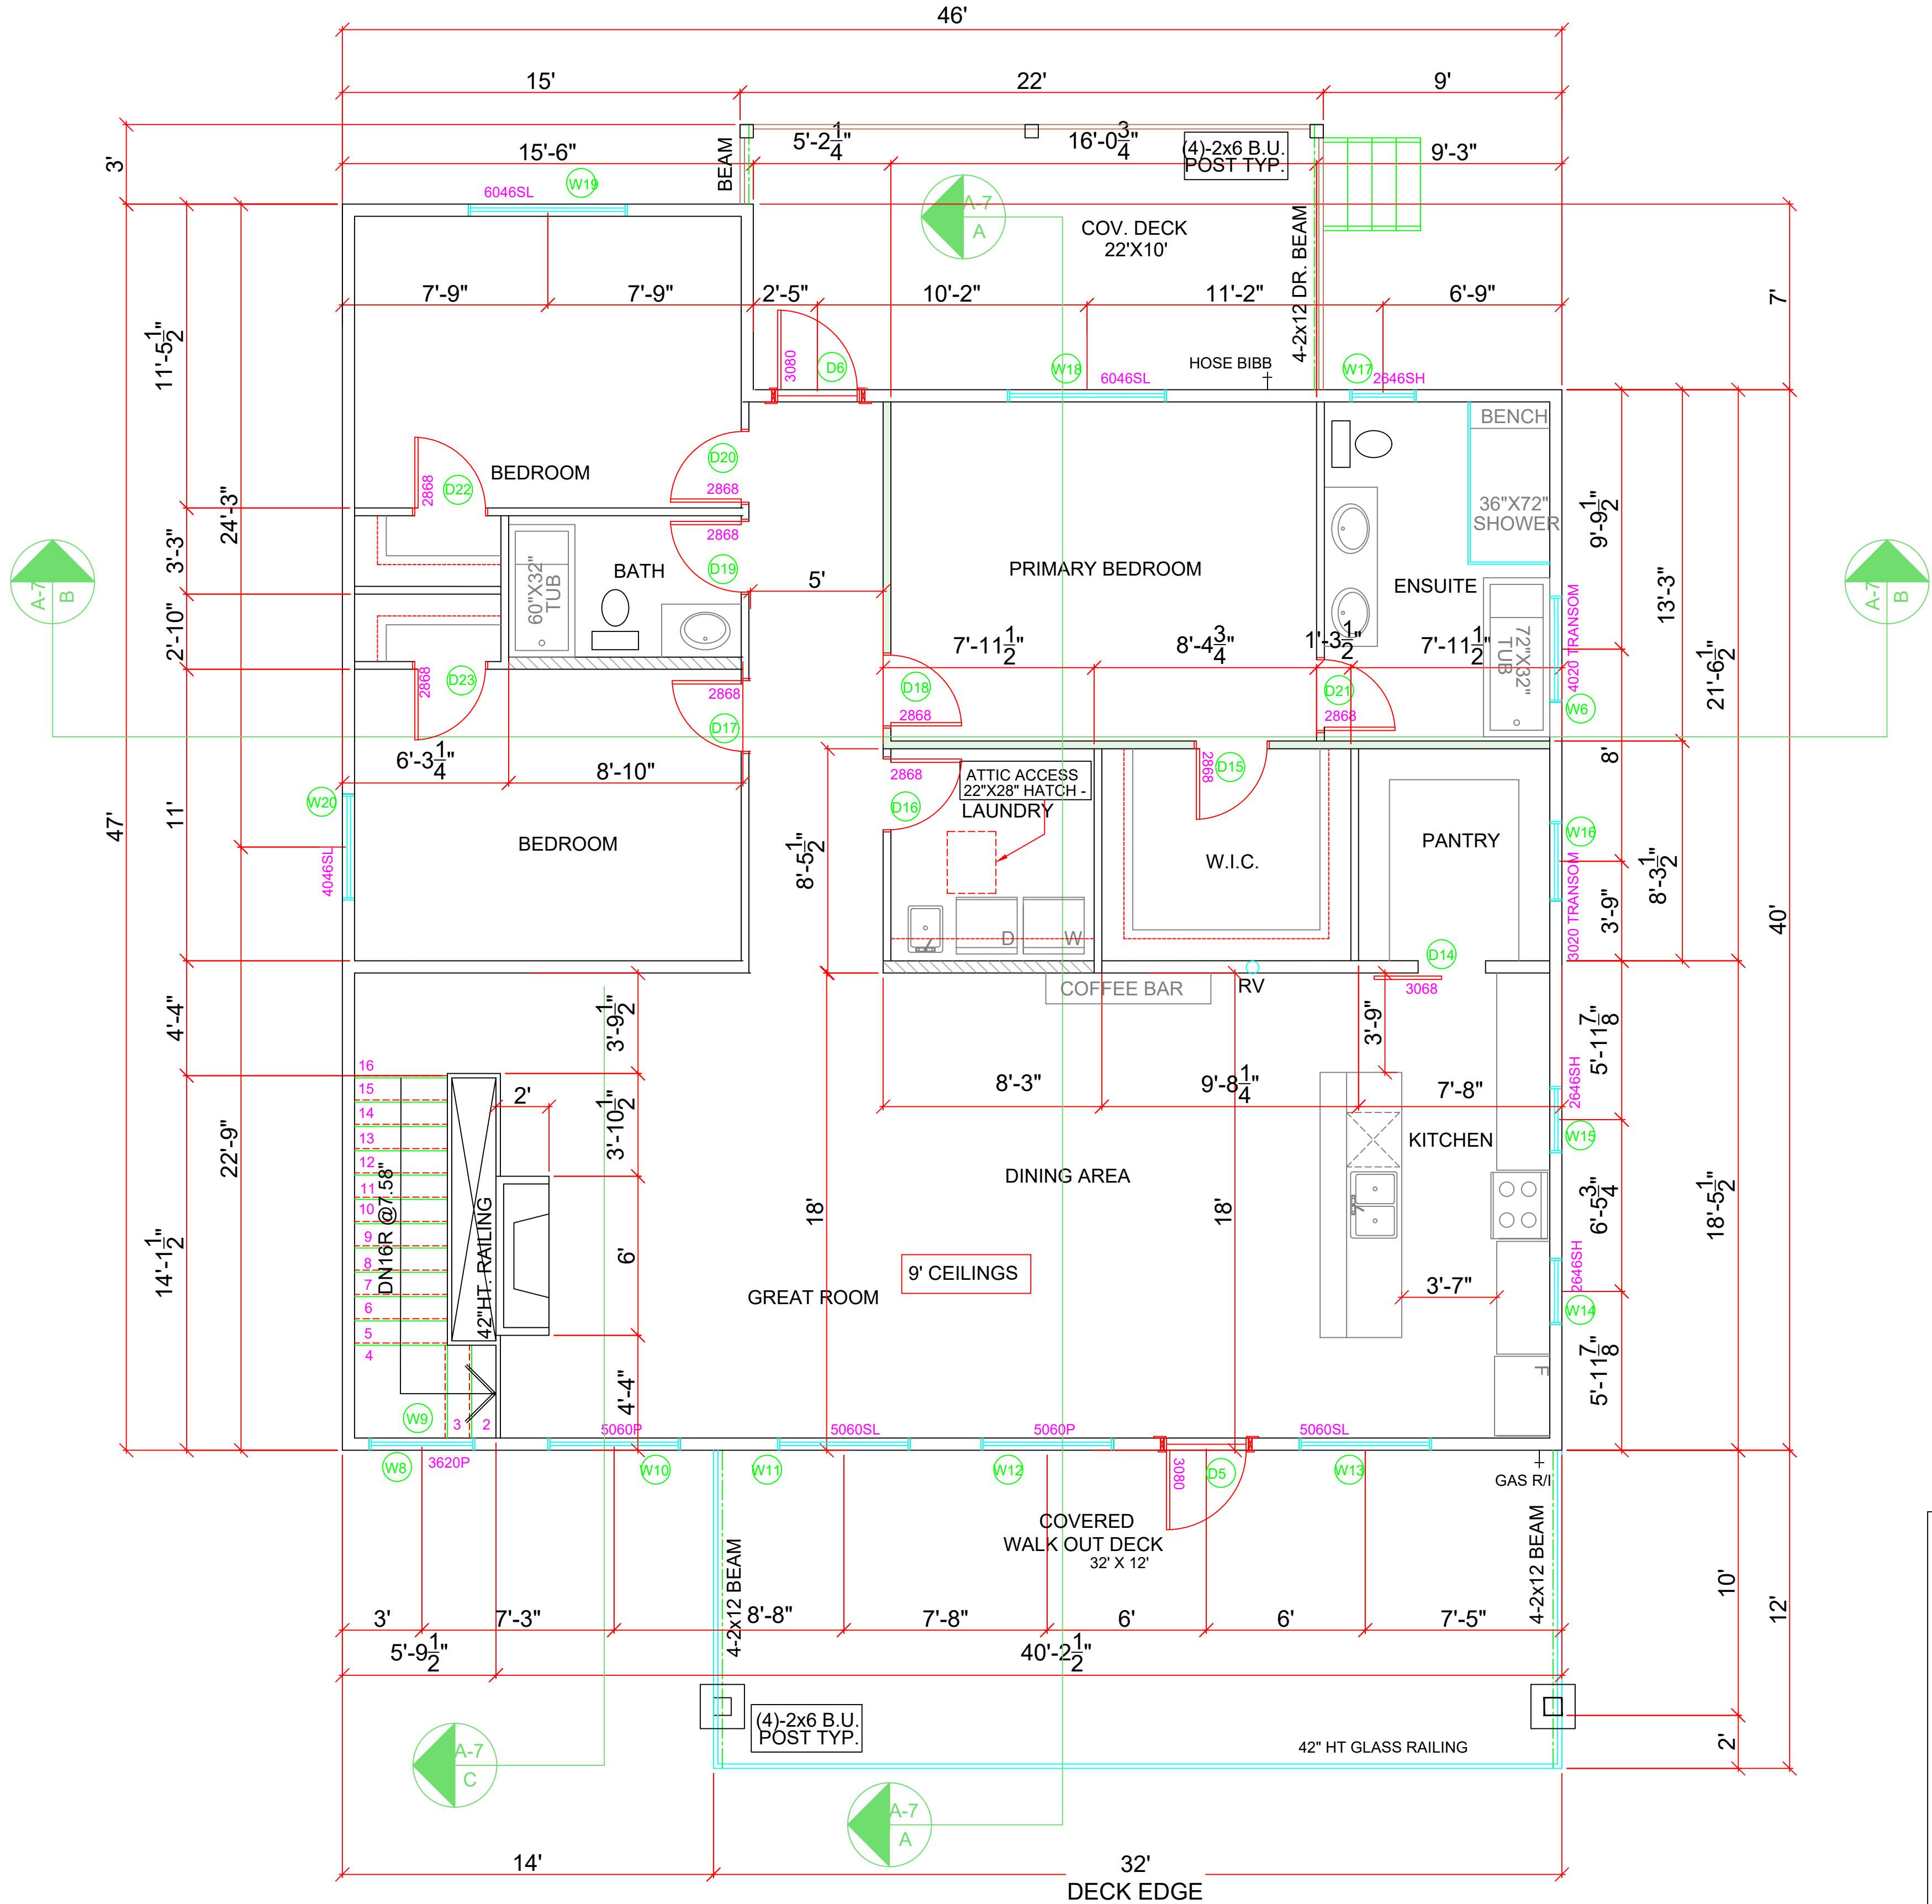 46'
15'
22'
9'
3'
15'-6"
BEAM
5'-2 1/4"
16'-0 3/4"
(4)-2x6 B.U.
POST TYP.
9'-3"
6046SL
W19
A-7
A
COV. DECK
22'X10'
4-2x12 DR. BEAM
7'-9"
7'-9"
2'-5"
10'-2"
11'-2"
6'-9"
7'
11'-5 1/2"
3080
D6
W18
6046SL
HOSE BIBB
W17
2646SH
BENCH
BEDROOM
D22
2868
D20
2868
36"X72"
SHOWER
9'-9 1/2"
24'-3"
3'-3"
2868
D19
BATH
60"X32"
TUB
5'
PRIMARY BEDROOM
ENSUITE
A-7
B
A-7
B
13'-3"
2'-10"
7'-11 1/2"
8'-4 3/4"
1'-3 1/2"
7'-11 1/2"
72"X32"
TUB
4020 TRANSOM
W6
21'-6 1/2"
2868
D23
2868
D17
D18
2868
D21
2868
6'-3 1/4"
8'-10"
2868
D16
ATTIC ACCESS
22"X28" HATCH -
LAUNDRY
2868
D15
8'
W20
4046SL
11'
47'
BEDROOM
8'-5 1/2"
W.I.C.
PANTRY
W16
3020 TRANSOM
3'-9"
8'-3 1/2"
40'
D
W
D14
3068
COFFEE BAR
RV
4'-4"
3'-9 1/2"
3'-9"
5'-11 7/8"
16
15
14
13
12
11
10
9
8
7
6
5
4
3
2
DN16R @7.58"
42"HT. RAILING
2'
3'-10 1/2"
8'-3"
9'-8 1/4"
7'-8"
2646SH
W15
KITCHEN
22'-9"
DINING AREA
18'
18'
6'-5 3/4"
18'-5 1/2"
14'-1 1/2"
6'
9' CEILINGS
GREAT ROOM
3'-7"
2646SH
W14
4'-4"
5'-11 7/8"
F
W9
W8
3620P
5060P
W10
5060SL
W11
5060P
W12
3080
D5
5060SL
W13
GAS R/I
COVERED
WALK OUT DECK
32' X 12'
4-2x12 BEAM
4-2x12 BEAM
10'
12'
3'
7'-3"
8'-8"
7'-8"
6'
6'
7'-5"
5'-9 1/2"
40'-2 1/2"
(4)-2x6 B.U.
POST TYP.
42" HT GLASS RAILING
2'
A-7
C
A-7
A
14'
32'
DECK EDGE